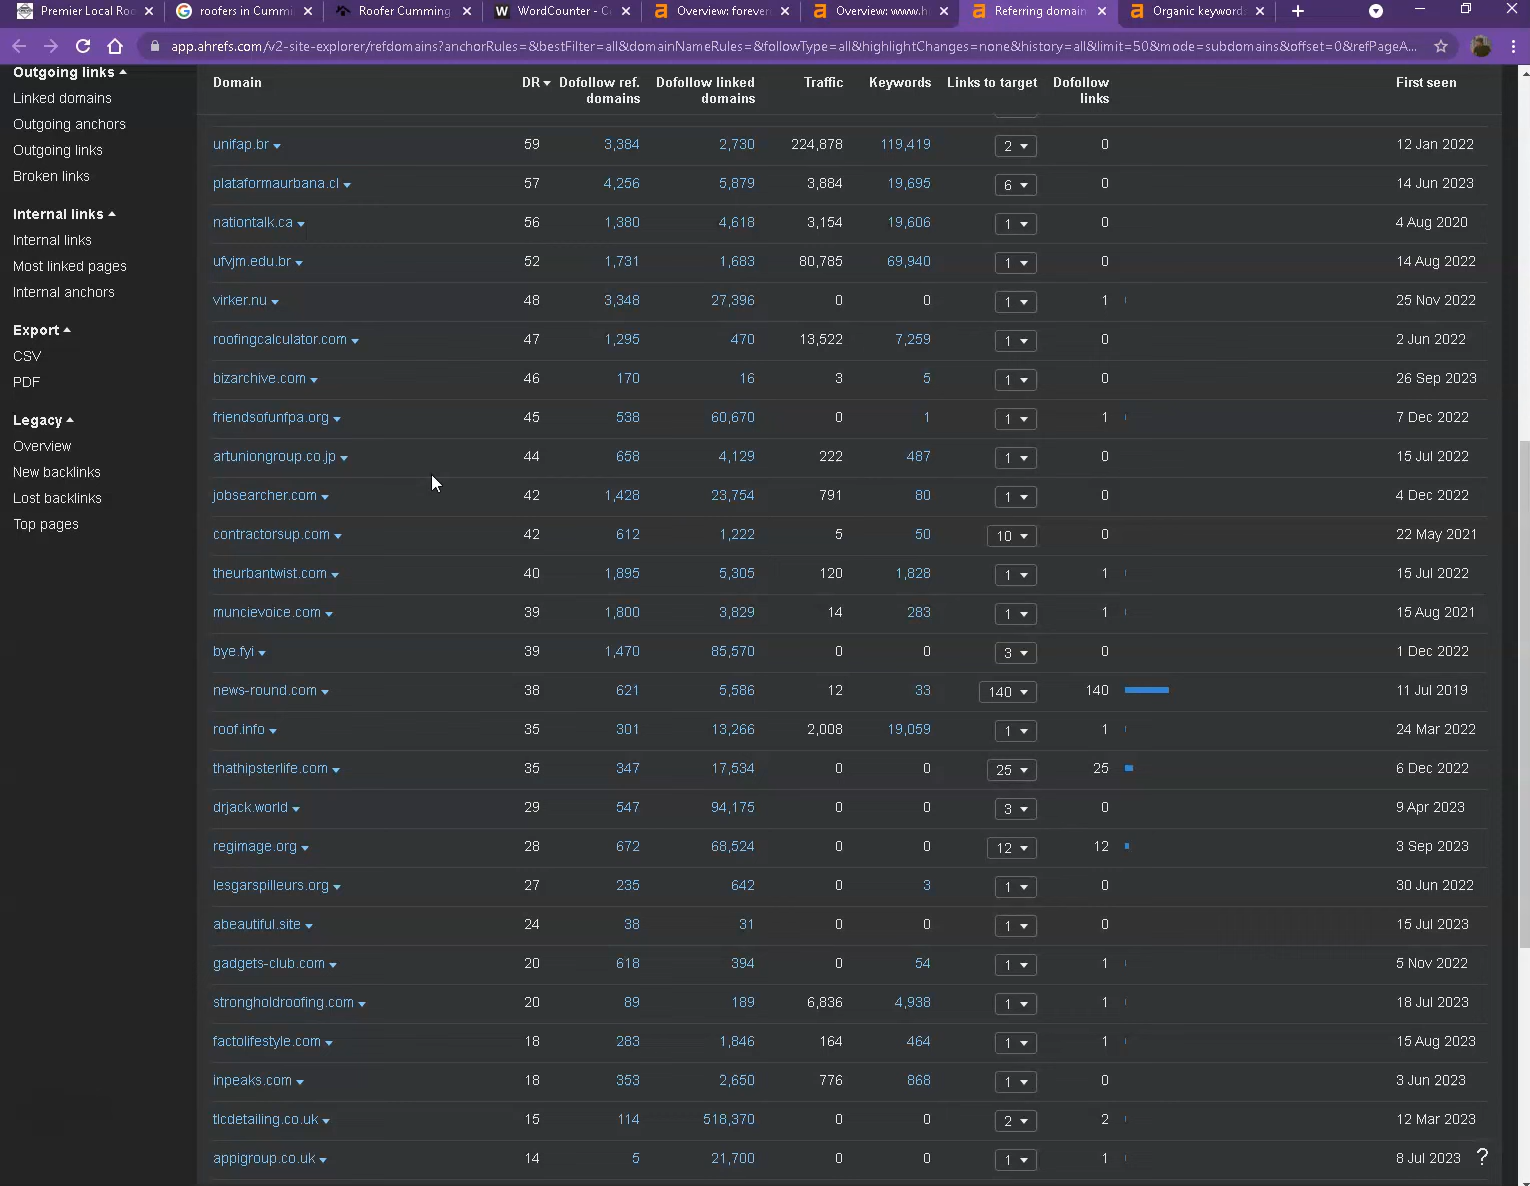 Premier Local Roo
roofers in Cummi
Roofer Cumming
WordCounter - C
Overview: foreve
Overview: www.h
Referring domain
Organic keyword
app.ahrefs.com/v2-site-explorer/refdomains?anchorRules=&bestFilter=all&domainNameRules=&followType=all&highlightChanges=none&history=all&limit=50&mode=subdomains&offset=0&refPageA...
Outgoing links
Linked domains
Outgoing anchors
Outgoing links
Broken links
Internal links
Internal links
Most linked pages
Internal anchors
Export
CSV
PDF
Legacy
Overview
New backlinks
Lost backlinks
Top pages
Domain DR Dofollow ref. domains Dofollow linked domains Traffic Keywords Links to target Dofollow links First seen
unifap.br 59 3,384 2,730 224,878 119,419 2 0 12 Jan 2022
plataformaurbana.cl 57 4,256 5,879 3,884 19,695 6 0 14 Jun 2023
nationtalk.ca 56 1,380 4,618 3,154 19,606 1 0 4 Aug 2020
ufvjm.edu.br 52 1,731 1,683 80,785 69,940 1 0 14 Aug 2022
virker.nu 48 3,348 27,396 0 0 1 1 25 Nov 2022
roofingcalculator.com 47 1,295 470 13,522 7,259 1 0 2 Jun 2022
bizarchive.com 46 170 16 3 5 1 0 26 Sep 2023
friendsofunfpa.org 45 538 60,670 0 1 1 1 7 Dec 2022
artuniongroup.co.jp 44 658 4,129 222 487 1 0 15 Jul 2022
jobsearcher.com 42 1,428 23,754 791 80 1 0 4 Dec 2022
contractorsup.com 42 612 1,222 5 50 10 0 22 May 2021
theurbantwist.com 40 1,895 5,305 120 1,828 1 1 15 Jul 2022
muncievoice.com 39 1,800 3,829 14 283 1 1 15 Aug 2021
bye.fyi 39 1,470 85,570 0 0 3 0 1 Dec 2022
news-round.com 38 621 5,586 12 33 140 140 11 Jul 2019
roof.info 35 301 13,266 2,008 19,059 1 1 24 Mar 2022
thathipsterlife.com 35 347 17,534 0 0 25 25 6 Dec 2022
drjack.world 29 547 94,175 0 0 3 0 9 Apr 2023
regimage.org 28 672 68,524 0 0 12 12 3 Sep 2023
lesgarspilleurs.org 27 235 642 0 3 1 0 30 Jun 2022
abeautiful.site 24 38 31 0 0 1 0 15 Jul 2023
gadgets-club.com 20 618 394 0 54 1 1 5 Nov 2022
strongholdroofing.com 20 89 189 6,836 4,938 1 1 18 Jul 2023
factolifestyle.com 18 283 1,846 164 464 1 1 15 Aug 2023
inpeaks.com 18 353 2,650 776 868 1 0 3 Jun 2023
tlcdetailing.co.uk 15 114 518,370 0 0 2 2 12 Mar 2023
appigroup.co.uk 14 5 21,700 0 0 1 1 8 Jul 2023
?